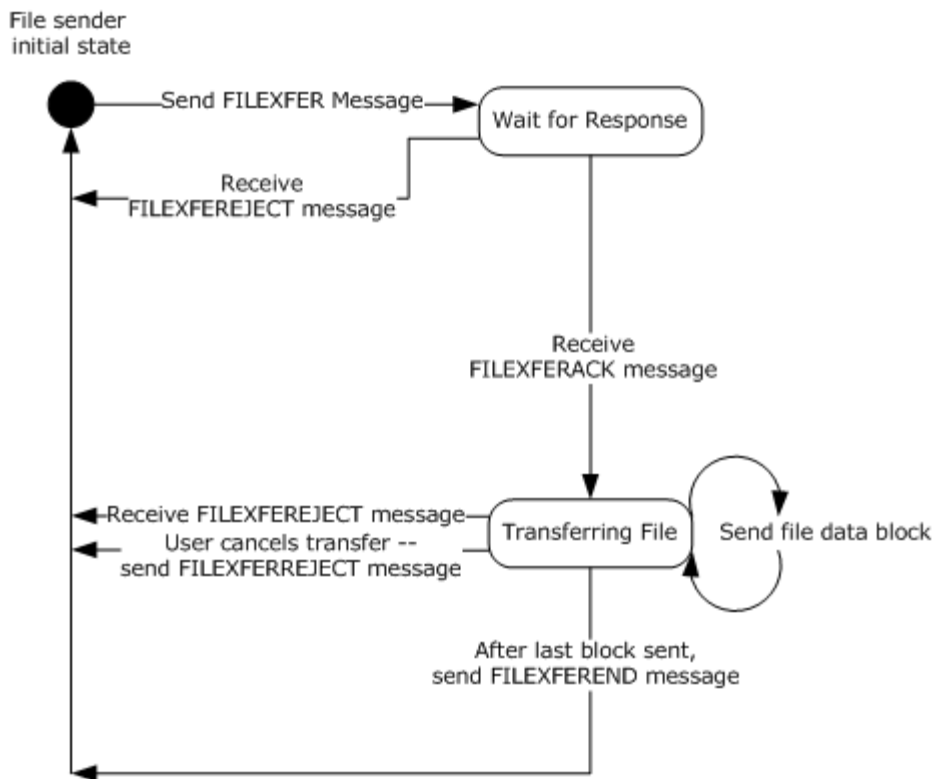 File sender
initial state
Send FILEXFER Message
Wait for Response
Receive
FILEXFEREJECT message
Receive
FILEXFERACK message
Receive FILEXFEREJECT message
User cancels transfer --
send FILEXFERREJECT message
Transferring File
Send file data block
After last block sent,
send FILEXFEREND message